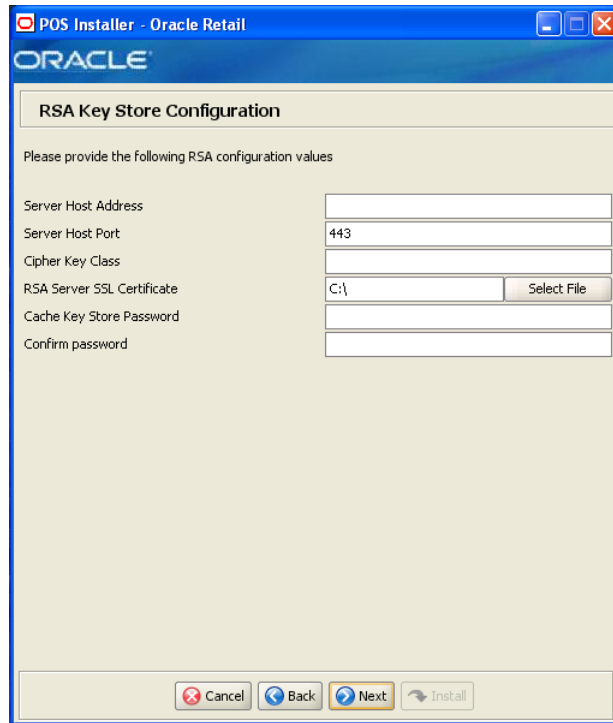 POS Installer - Oracle Retail
ORACLE
RSA Key Store Configuration
Please provide the following RSA configuration values
Server Host Address
Server Host Port 443
Cipher Key Class
RSA Server SSL Certificate C:\ Select File
Cache Key Store Password
Confirm password
Cancel Back Next Install